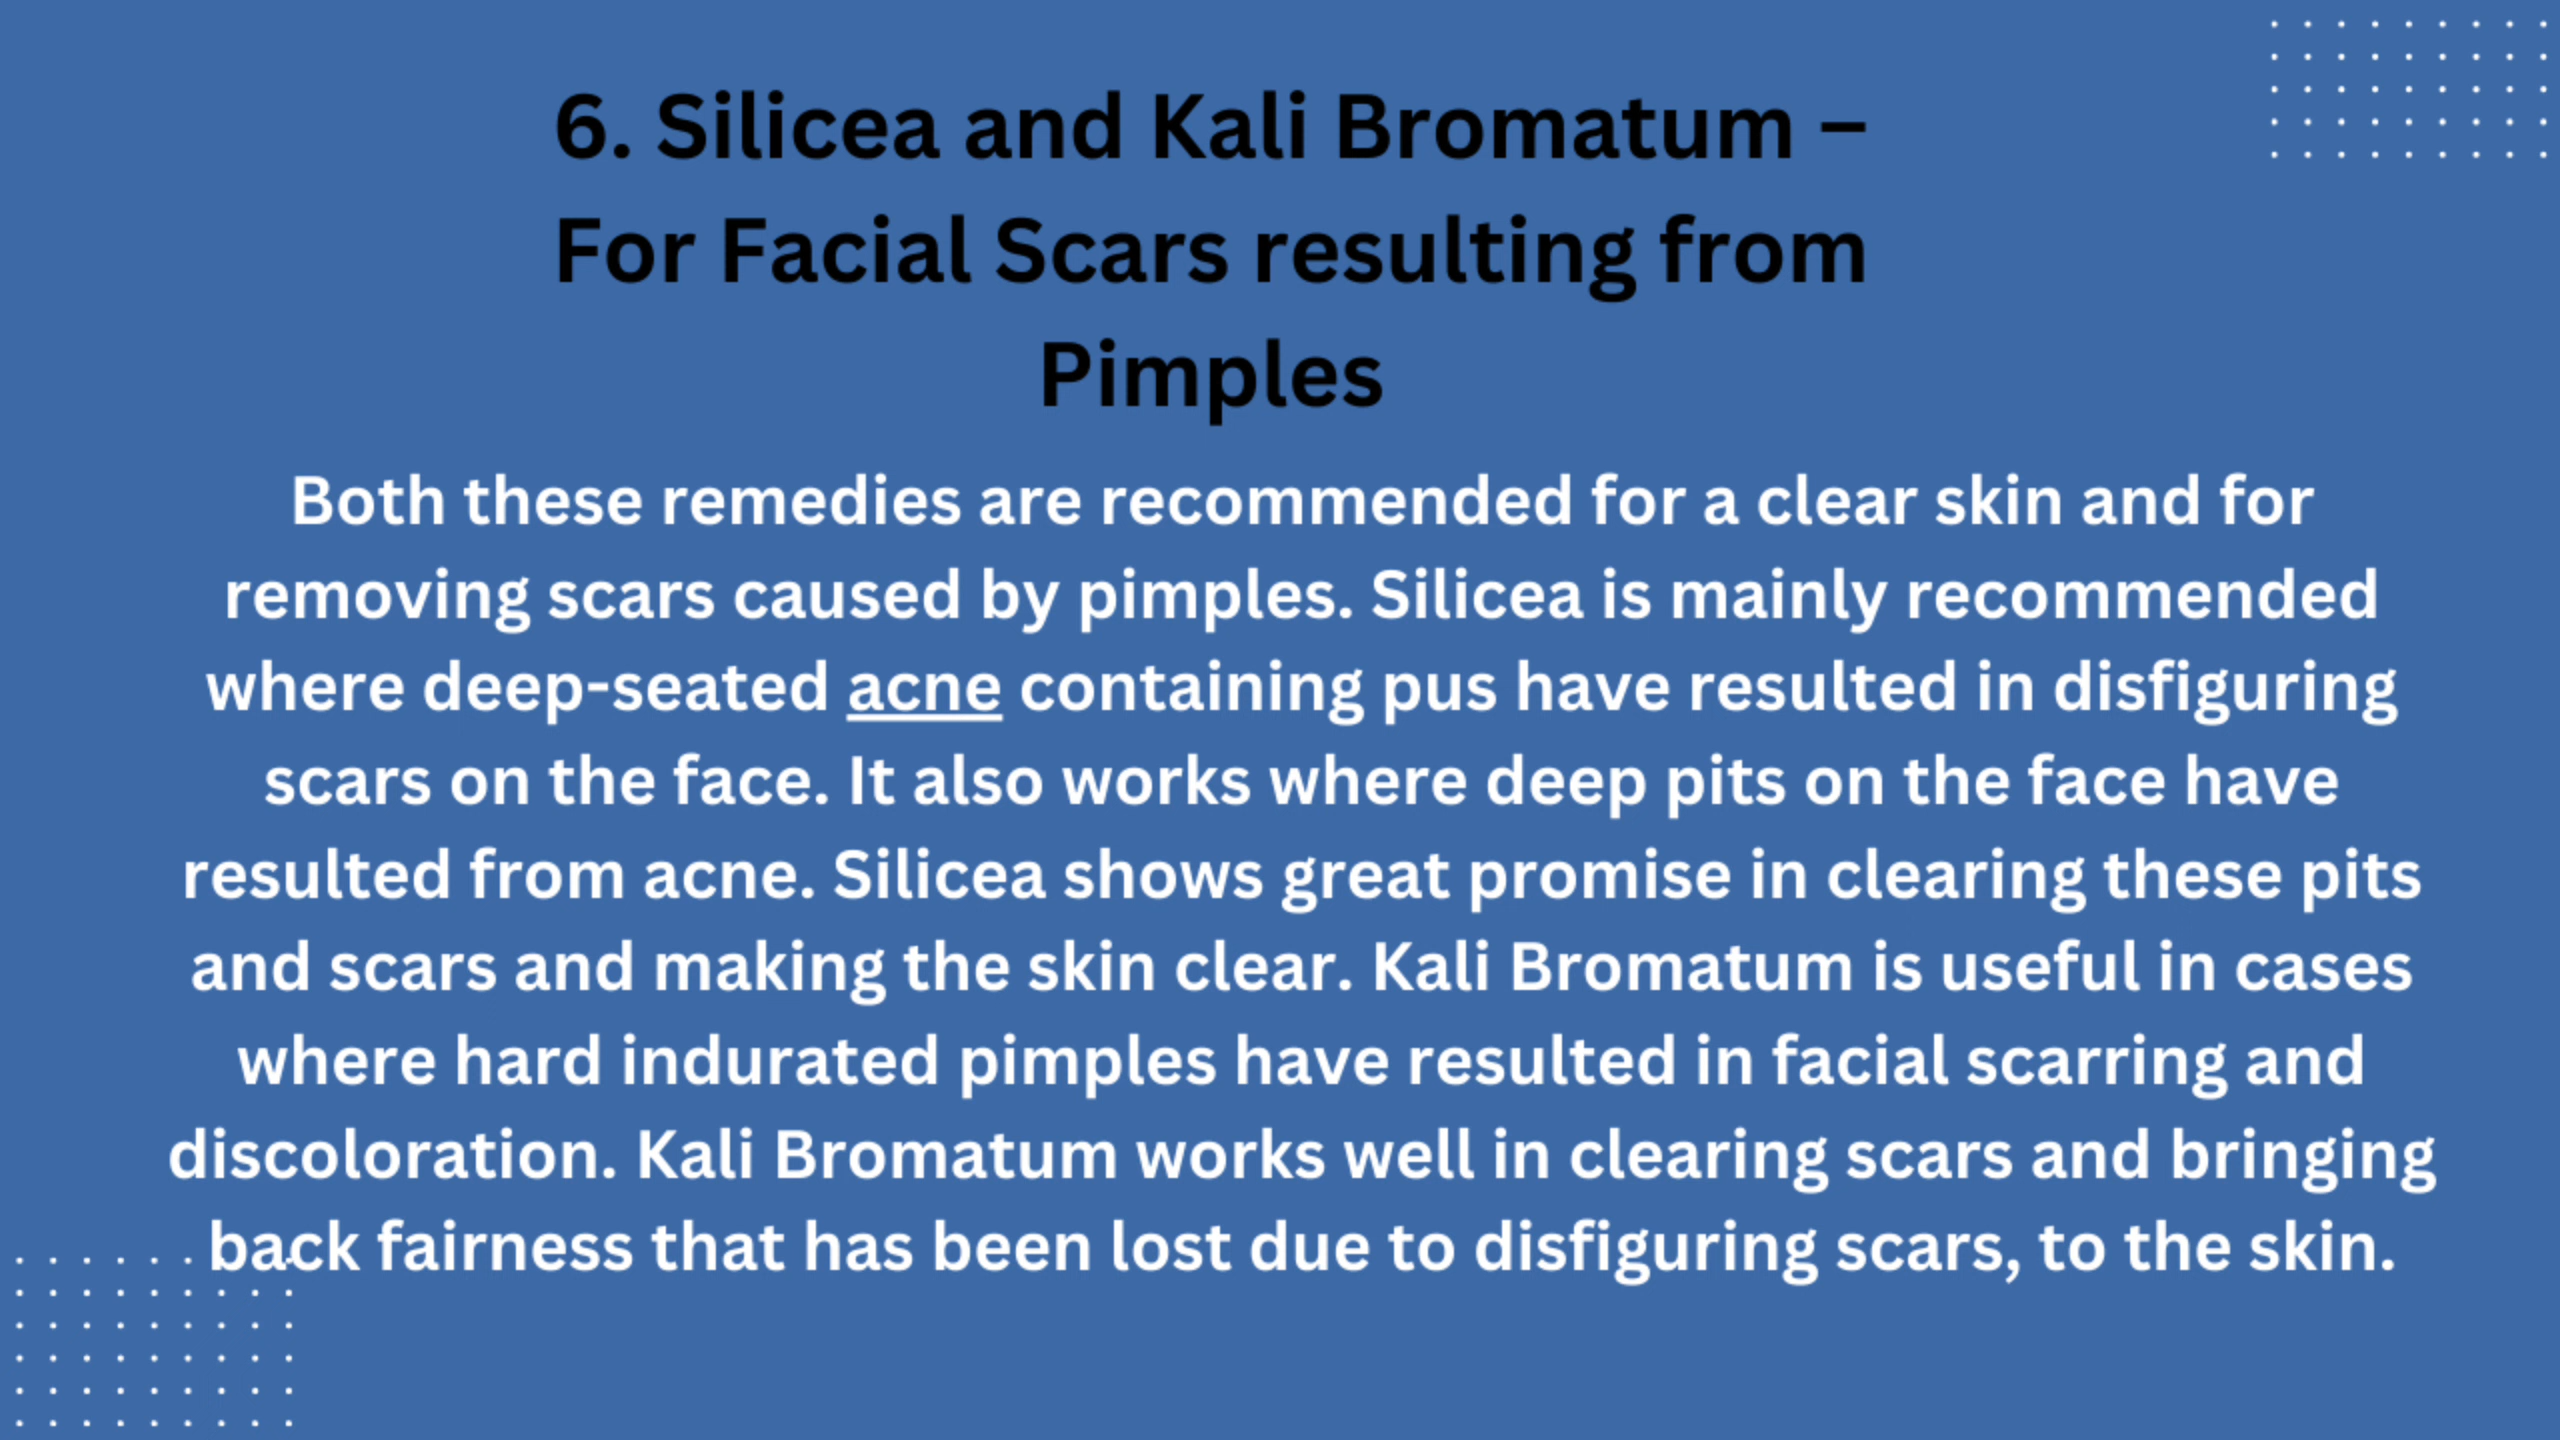 6. Silicea and Kali Bromatum –
For Facial Scars resulting from
Pimples
Both these remedies are recommended for a clear skin and for
removing scars caused by pimples. Silicea is mainly recommended
where deep-seated acne containing pus have resulted in disfiguring
scars on the face. It also works where deep pits on the face have
resulted from acne. Silicea shows great promise in clearing these pits
and scars and making the skin clear. Kali Bromatum is useful in cases
where hard indurated pimples have resulted in facial scarring and
discoloration. Kali Bromatum works well in clearing scars and bringing
back fairness that has been lost due to disfiguring scars, to the skin.